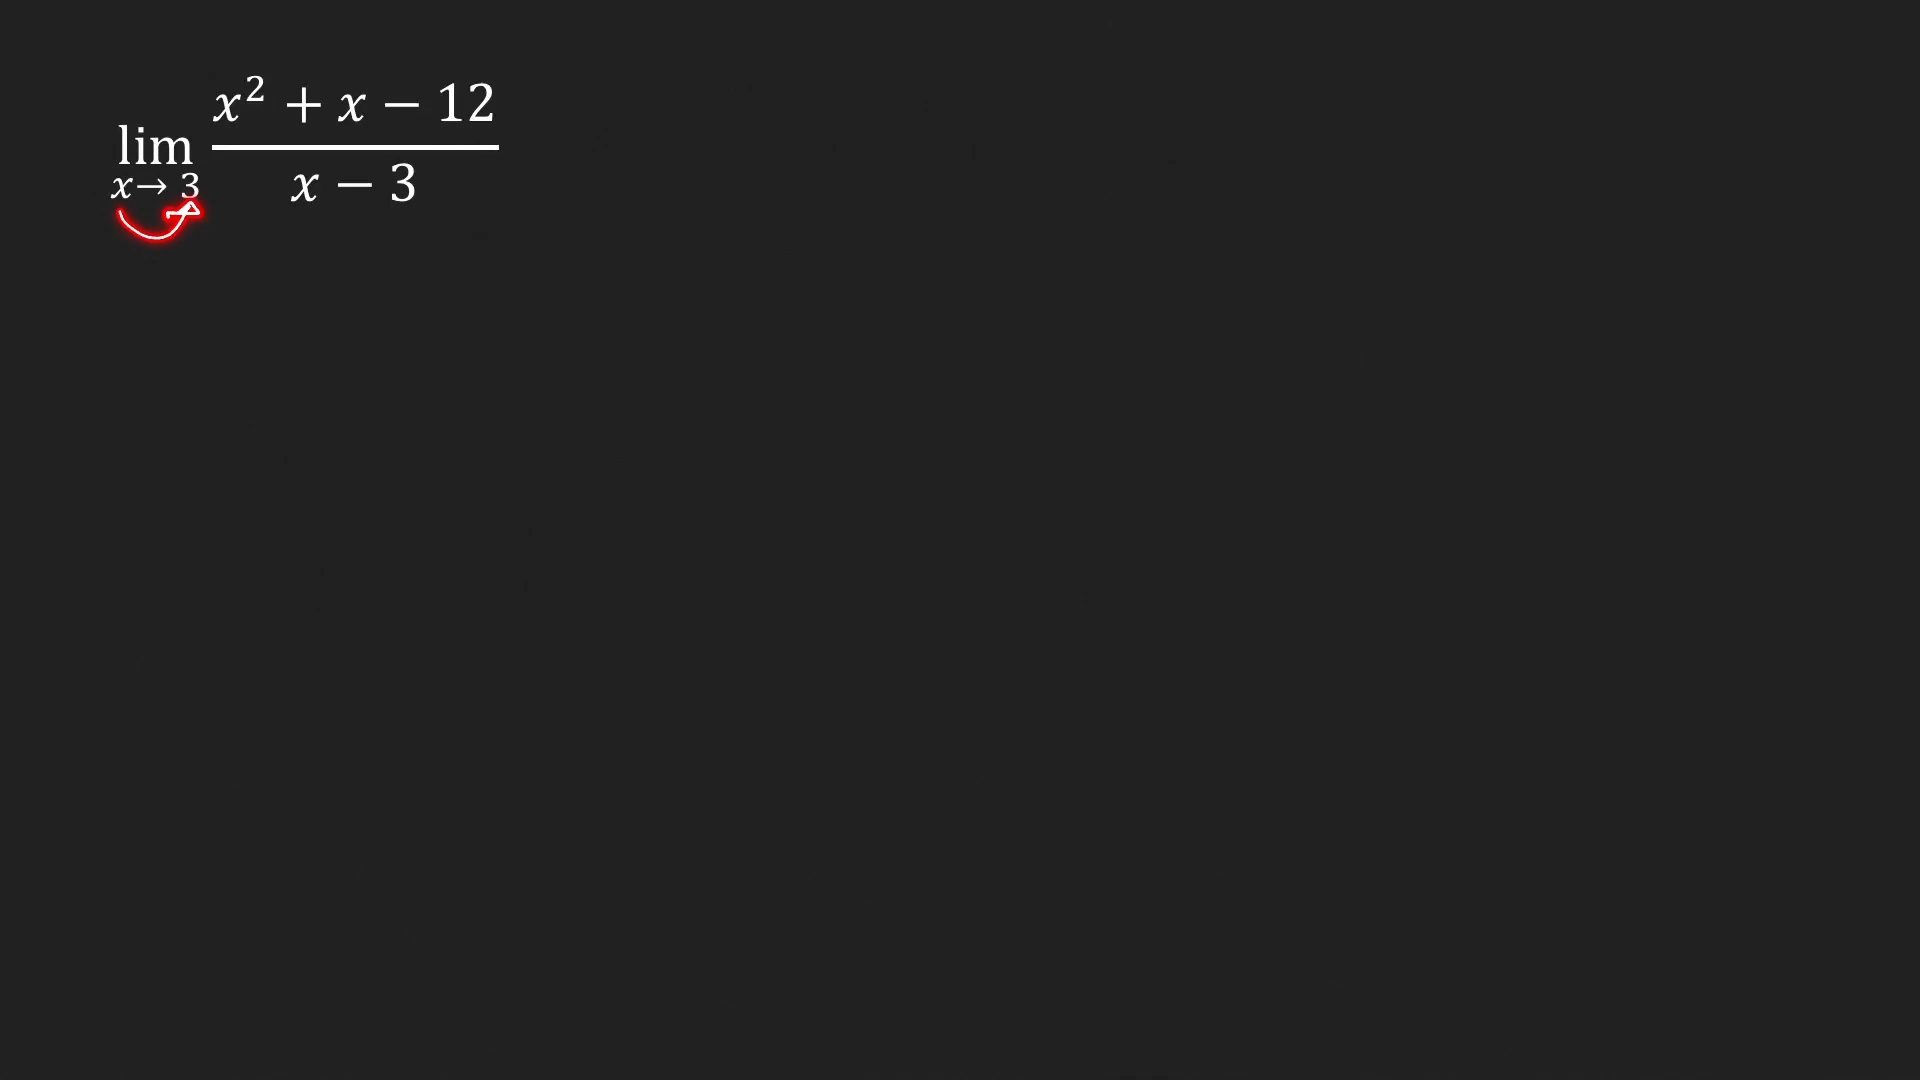 lim x→ 3 (x² + x − 12)/(x − 3)